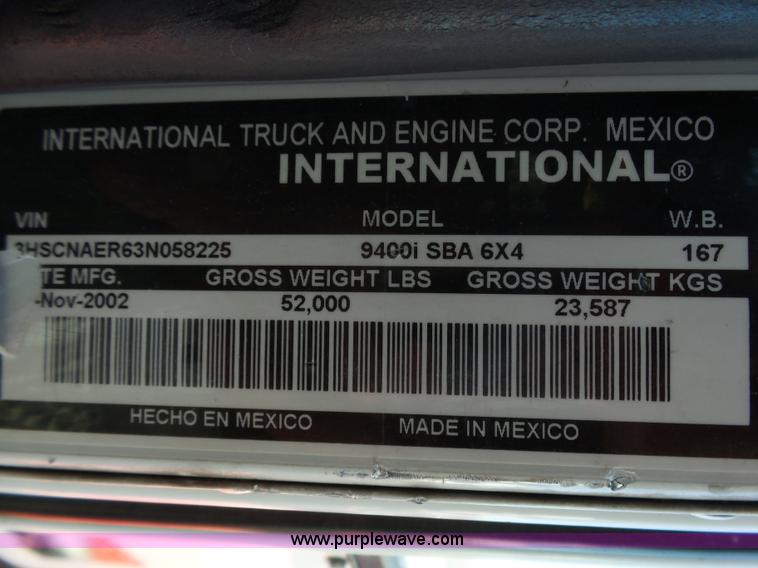 INTERNATIONAL TRUCK AND ENGINE CORP. MEXICO
INTERNATIONAL®
VIN MODEL W.B.
3HSCNAER63N058225 9400i SBA 6X4 167
TE MFG. GROSS WEIGHT LBS GROSS WEIGHT KGS
-Nov-2002 52,000 23,587
HECHO EN MEXICO MADE IN MEXICO
www.purplewave.com